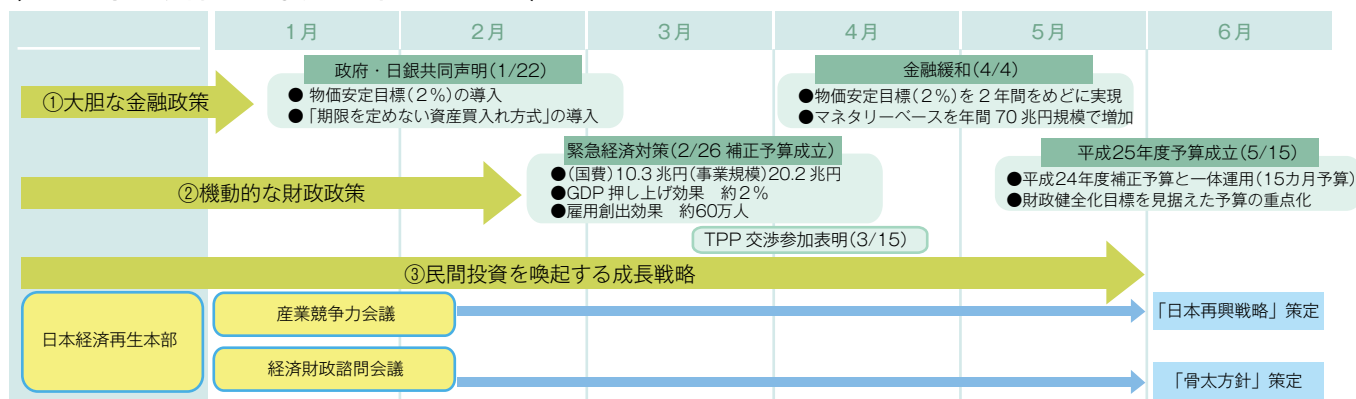 1月
2月
3月
4月
5月
6月
①大胆な金融政策
政府・日銀共同声明(1/22)
● 物価安定目標(2％)の導入
●「期限を定めない資産買入れ方式」の導入
金融緩和(4/4)
●物価安定目標(2％)を2年間をめどに実現
●マネタリーベースを年間70兆円規模で増加
②機動的な財政政策
緊急経済対策(2/26 補正予算成立)
●(国費)10.3兆円(事業規模)20.2兆円
●GDP押し上げ効果　約2％
●雇用創出効果　約60万人
平成25年度予算成立(5/15)
●平成24年度補正予算と一体運用(15カ月予算)
●財政健全化目標を見据えた予算の重点化
TPP交渉参加表明(3/15)
③民間投資を喚起する成長戦略
日本経済再生本部
産業競争力会議
「日本再興戦略」策定
経済財政諮問会議
「骨太方針」策定